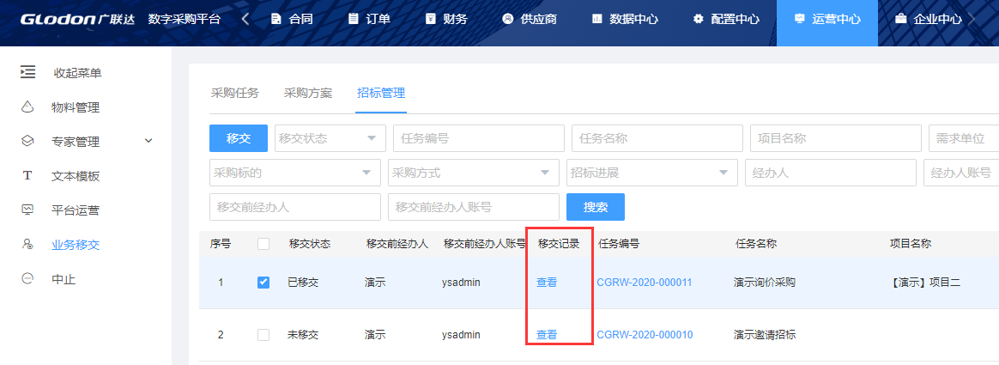 GLodon广联达 数字采购平台 合同 订单 财务 供应商 数据中心 配置中心 运营中心 企业中心
收起菜单
物料管理
专家管理
文本模板
平台运营
业务移交
中止
采购任务 采购方案 招标管理
移交 移交状态 任务编号 任务名称 项目名称 需求单位
采购标的 采购方式 招标进展 经办人 经办人账号
移交前经办人 移交前经办人账号 搜索
序号 移交状态 移交前经办人 移交前经办人账号 移交记录 任务编号 任务名称 项目名称
1 已移交 演示 ysadmin 查看 CGRW-2020-000011 演示询价采购 【演示】项目二
2 未移交 演示 ysadmin 查看 CGRW-2020-000010 演示邀请招标